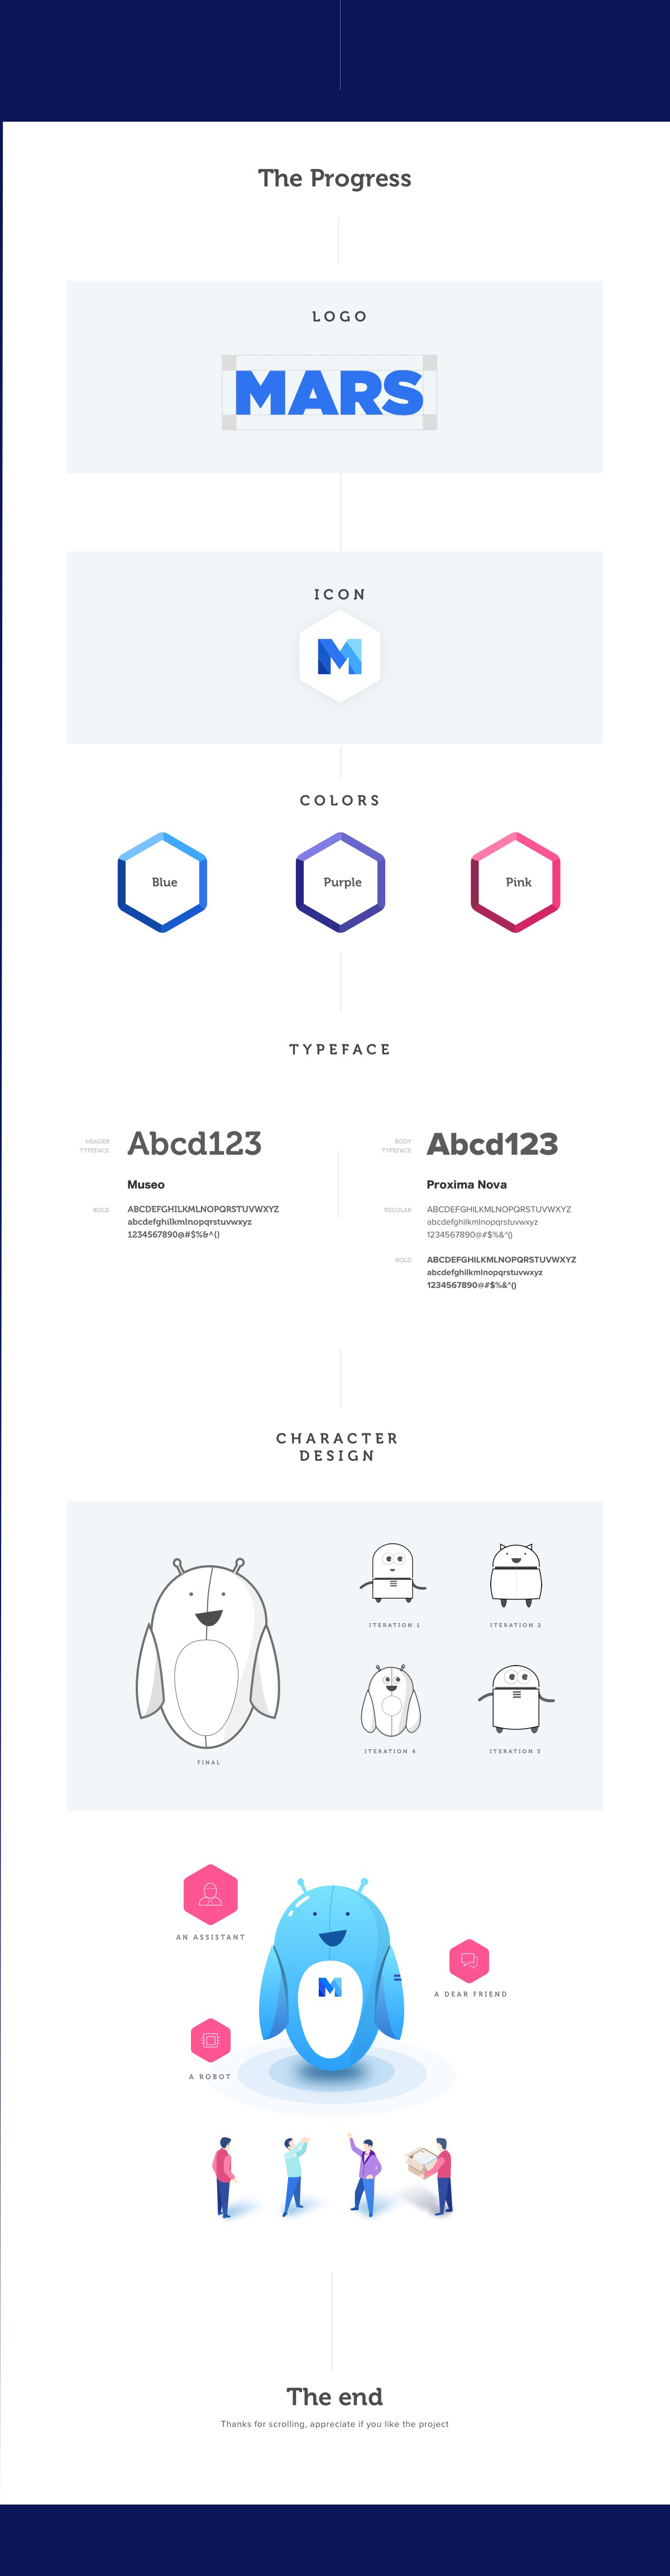 The Progress
LOGO
MARS
ICON
M
COLORS
Blue
Purple
Pink
TYPEFACE
HEADER
TYPEFACE
Abcd123
Museo
BOLD
ABCDEFGHILKMLNOPQRSTUVWXYZ
abcdefghilkmlnopqrstuvwxyz
1234567890@#$%&^()
BODY
TYPEFACE
Abcd123
Proxima Nova
REGULAR
ABCDEFGHILKMLNOPQRSTUVWXYZ
abcdefghilkmlnopqrstuvwxyz
1234567890@#$%&^()
BOLD
ABCDEFGHILKMLNOPQRSTUVWXYZ
abcdefghilkmlnopqrstuvwxyz
1234567890@#$%&^()
CHARACTER
DESIGN
FINAL
ITERATION 1
ITERATION 2
ITERATION 4
ITERATION 3
AN ASSISTANT
M
A DEAR FRIEND
A ROBOT
The end
Thanks for scrolling, appreciate if you like the project